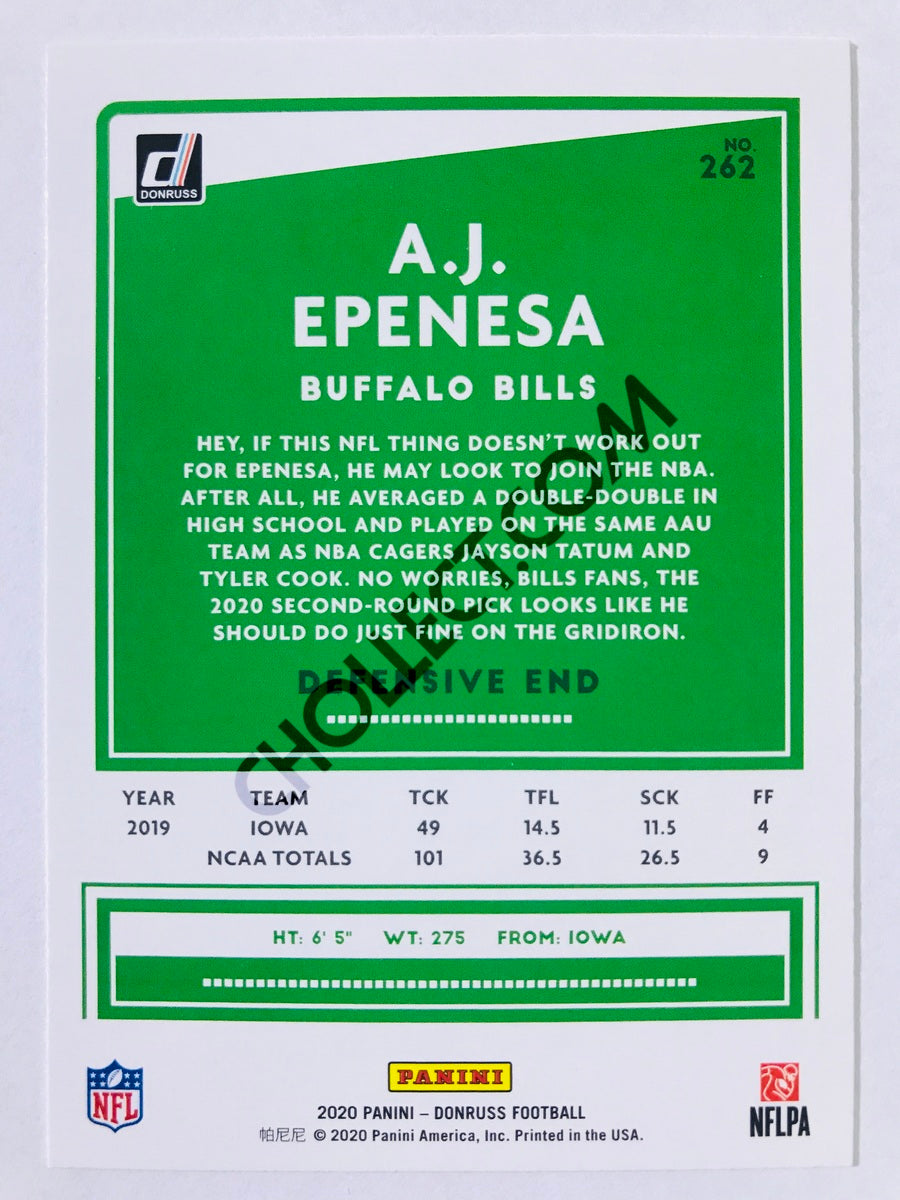 DONRUSS
NO.
262
A.J.
EPENESA
BUFFALO BILLS
HEY, IF THIS NFL THING DOESN'T WORK OUT
FOR EPENESA, HE MAY LOOK TO JOIN THE NBA.
AFTER ALL, HE AVERAGED A DOUBLE-DOUBLE IN
HIGH SCHOOL AND PLAYED ON THE SAME AAU
TEAM AS NBA CAGERS JAYSON TATUM AND
TYLER COOK. NO WORRIES, BILLS FANS, THE
2020 SECOND-ROUND PICK LOOKS LIKE HE
SHOULD DO JUST FINE ON THE GRIDIRON.
DEFENSIVE END
CHOLLECT.COM
YEAR TEAM TCK TFL SCK FF
2019 IOWA 49 14.5 11.5 4
NCAA TOTALS 101 36.5 26.5 9
HT: 6' 5" WT: 275 FROM: IOWA
NFL
PANINI
2020 PANINI – DONRUSS FOOTBALL
帕尼尼 © 2020 Panini America, Inc. Printed in the USA.
NFLPA